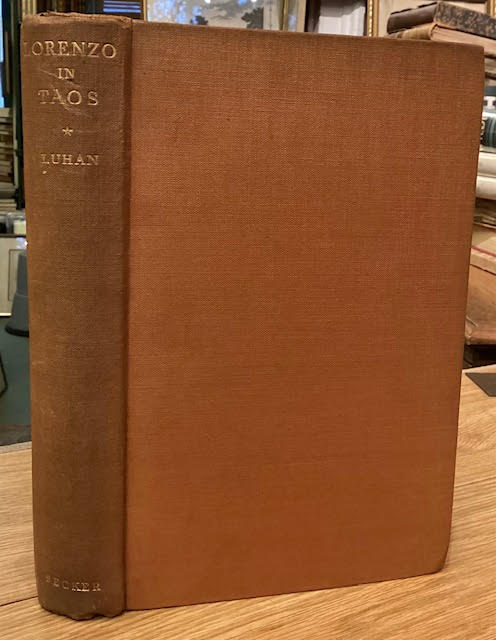 LORENZO
IN
TAOS
*
LUHAN
SECKER